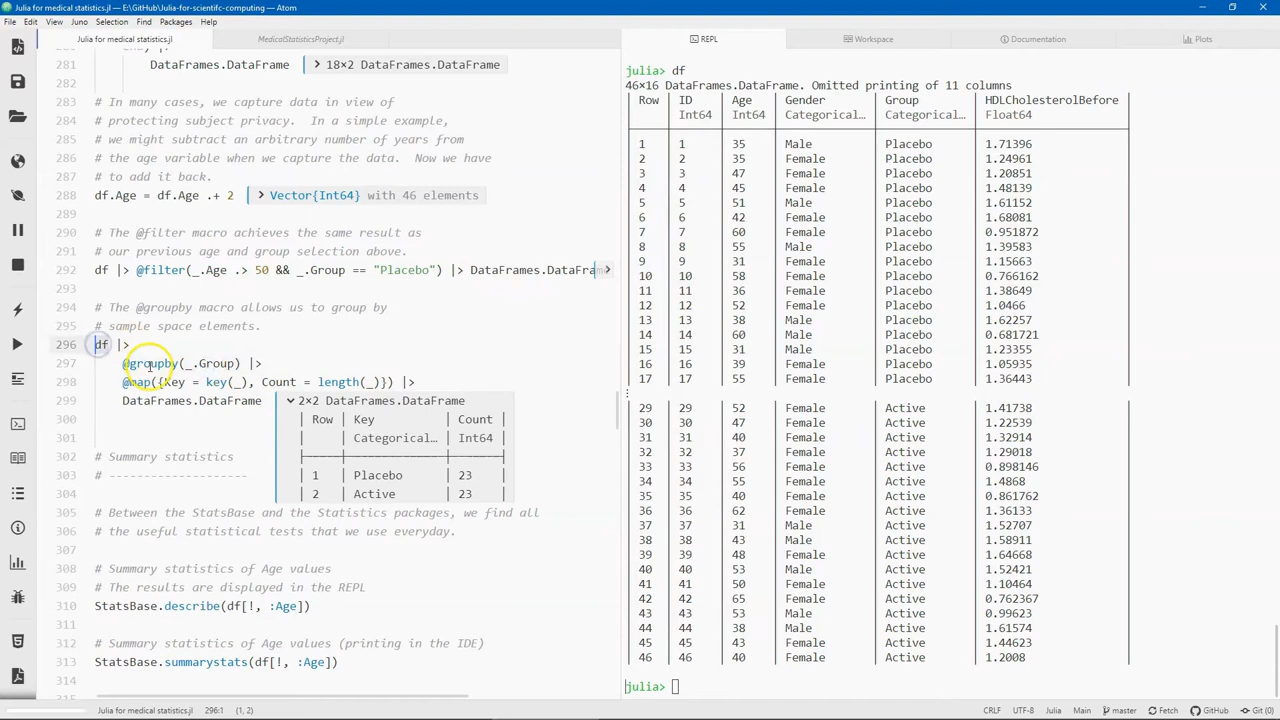 Julia for medical statistics.jl — E:\GitHub\Julia-for-scientifc-computing — Atom
File Edit View Juno Selection Find Packages Help
Julia for medical statistics.jl
MedicalStatisticsProject.jl
281 DataFrames.DataFrame > 18×2 DataFrames.DataFrame
282
283 # In many cases, we capture data in view of
284 # protecting subject privacy. In a simple example,
285 # we might subtract an arbitrary number of years from
286 # the age variable when we capture the data. Now we have
287 # to add it back.
288 df.Age = df.Age .+ 2 > Vector{Int64} with 46 elements
289
290 # The @filter macro achieves the same result as
291 # our previous age and group selection above.
292 df |> @filter(_.Age .> 50 && _.Group == "Placebo") |> DataFrames.DataFra
293
294 # The @groupby macro allows us to group by
295 # sample space elements.
296 df |>
297 @groupby(_.Group) |>
298 @map({Key = key(_), Count = length(_)}) |>
299 DataFrames.DataFrame 2×2 DataFrames.DataFrame
300 | Row | Key | Count |
301 | | Categorical… | Int64 |
302 # Summary statistics
303 # -------------------- | 1 | Placebo | 23 |
304 | 2 | Active | 23 |
305 # Between the StatsBase and the Statistics packages, we find all
306 # the useful statistical tests that we use everyday.
307
308 # Summary statistics of Age values
309 # The results are displayed in the REPL
310 StatsBase.describe(df[!, :Age])
311
312 # Summary statistics of Age values (printing in the IDE)
313 StatsBase.summarystats(df[!, :Age])
314
REPL
Workspace
Documentation
Plots
julia> df
46×16 DataFrames.DataFrame. Omitted printing of 11 columns
Row ID Age Gender Group HDLCholesterolBefore
Int64 Int64 Categorical… Categorical… Float64
1 1 35 Male Placebo 1.71396
2 2 35 Female Placebo 1.24961
3 3 47 Female Placebo 1.20851
4 4 45 Male Placebo 1.48139
5 5 51 Male Placebo 1.61152
6 6 42 Female Placebo 1.68081
7 7 60 Female Placebo 0.951872
8 8 55 Male Placebo 1.39583
9 9 31 Female Placebo 1.15663
10 10 58 Female Placebo 0.766162
11 11 36 Female Placebo 1.38649
12 12 52 Female Placebo 1.0466
13 13 38 Male Placebo 1.62257
14 14 60 Male Placebo 0.681721
15 15 31 Male Placebo 1.23355
16 16 39 Female Placebo 1.05935
17 17 55 Male Placebo 1.36443
⋮
29 29 52 Female Active 1.41738
30 30 47 Female Active 1.22539
31 31 40 Female Active 1.32914
32 32 37 Female Active 1.29018
33 33 56 Female Active 0.898146
34 34 55 Female Active 1.4868
35 35 40 Female Active 0.861762
36 36 62 Female Active 1.36133
37 37 31 Male Active 1.52707
38 38 43 Male Active 1.58911
39 39 48 Female Active 1.64668
40 40 53 Male Active 1.52421
41 41 50 Female Active 1.10464
42 42 65 Female Active 0.762367
43 43 53 Male Active 0.99623
44 44 38 Male Active 1.61574
45 45 43 Female Active 1.14338
46 46 40 Female Active 1.2008
julia>
Julia for medical statistics.jl 296:1 (1, 2)
CRLF UTF-8 Julia Main master Fetch GitHub Git (0)